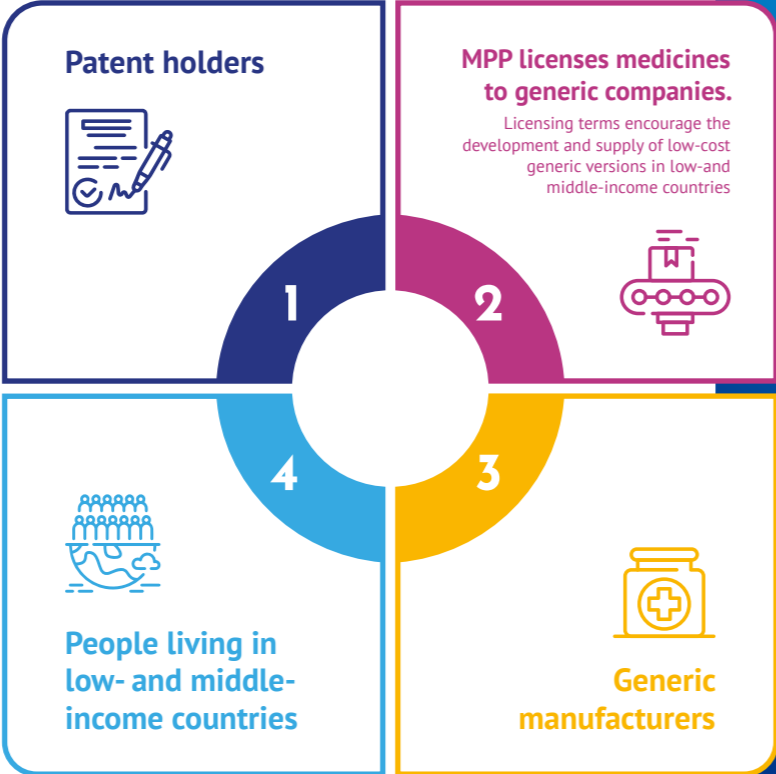 Patent holders
1
MPP licenses medicines
to generic companies.
Licensing terms encourage the
development and supply of low-cost
generic versions in low-and
middle-income countries
2
3
Generic
manufacturers
4
People living in
low- and middle-
income countries